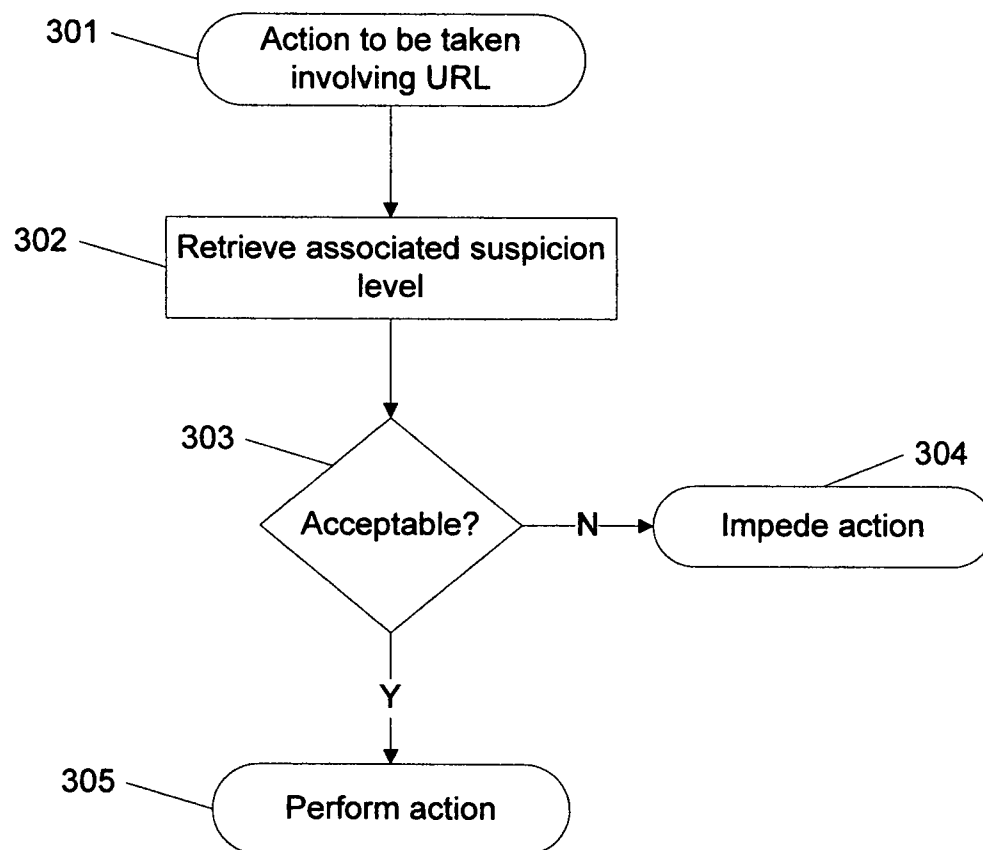 301
Action to be taken
involving URL
302
Retrieve associated suspicion
level
303
Acceptable?
N
304
Impede action
Y
305
Perform action